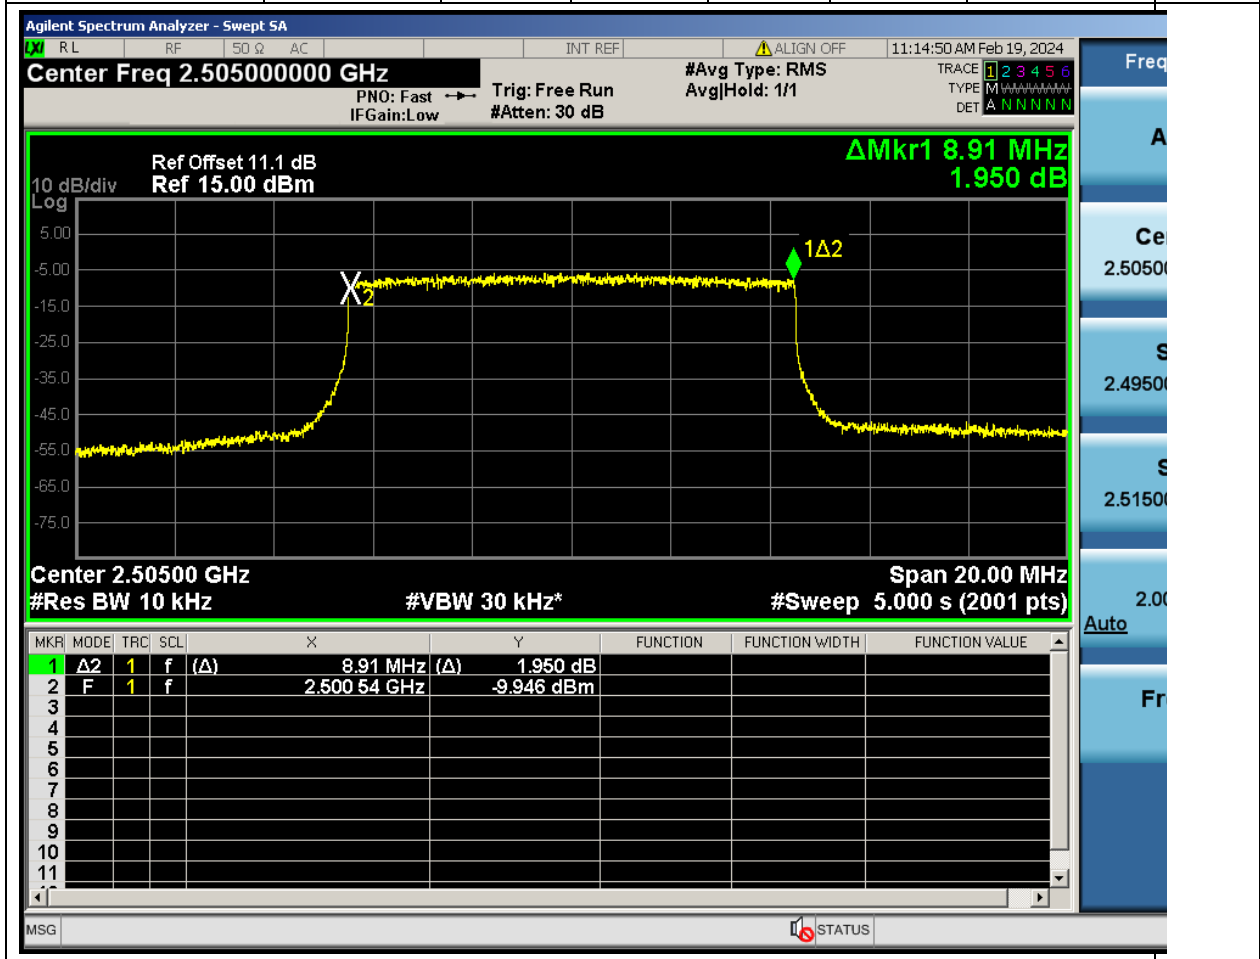 Agilent Spectrum Analyzer - Swept SA
LXI RL RF 50 Ω AC INT REF ALIGN OFF 11:14:50 AM Feb 19, 2024
Center Freq 2.505000000 GHz
PNO: Fast
IFGain:Low
Trig: Free Run
#Atten: 30 dB
#Avg Type: RMS
Avg|Hold: 1/1
TRACE 1 2 3 4 5 6
TYPE M
DET A N N N N N
Ref Offset 11.1 dB
10 dB/div Ref 15.00 dBm
Log
ΔMkr1 8.91 MHz
1.950 dB
5.00
-5.00
-15.0
-25.0
-35.0
-45.0
-55.0
-65.0
-75.0
2
1Δ2
Center 2.50500 GHz Span 20.00 MHz
#Res BW 10 kHz #VBW 30 kHz* #Sweep 5.000 s (2001 pts)
MKR MODE TRC SCL X Y FUNCTION FUNCTION WIDTH FUNCTION VALUE
1 Δ2 1 f (Δ) 8.91 MHz (Δ) 1.950 dB
2 F 1 f 2.500 54 GHz -9.946 dBm
3
4
5
6
7
8
9
10
11
MSG STATUS
Freq
A
Ce
2.5050
S
2.4950
S
2.5150
2.00
Auto
Fr